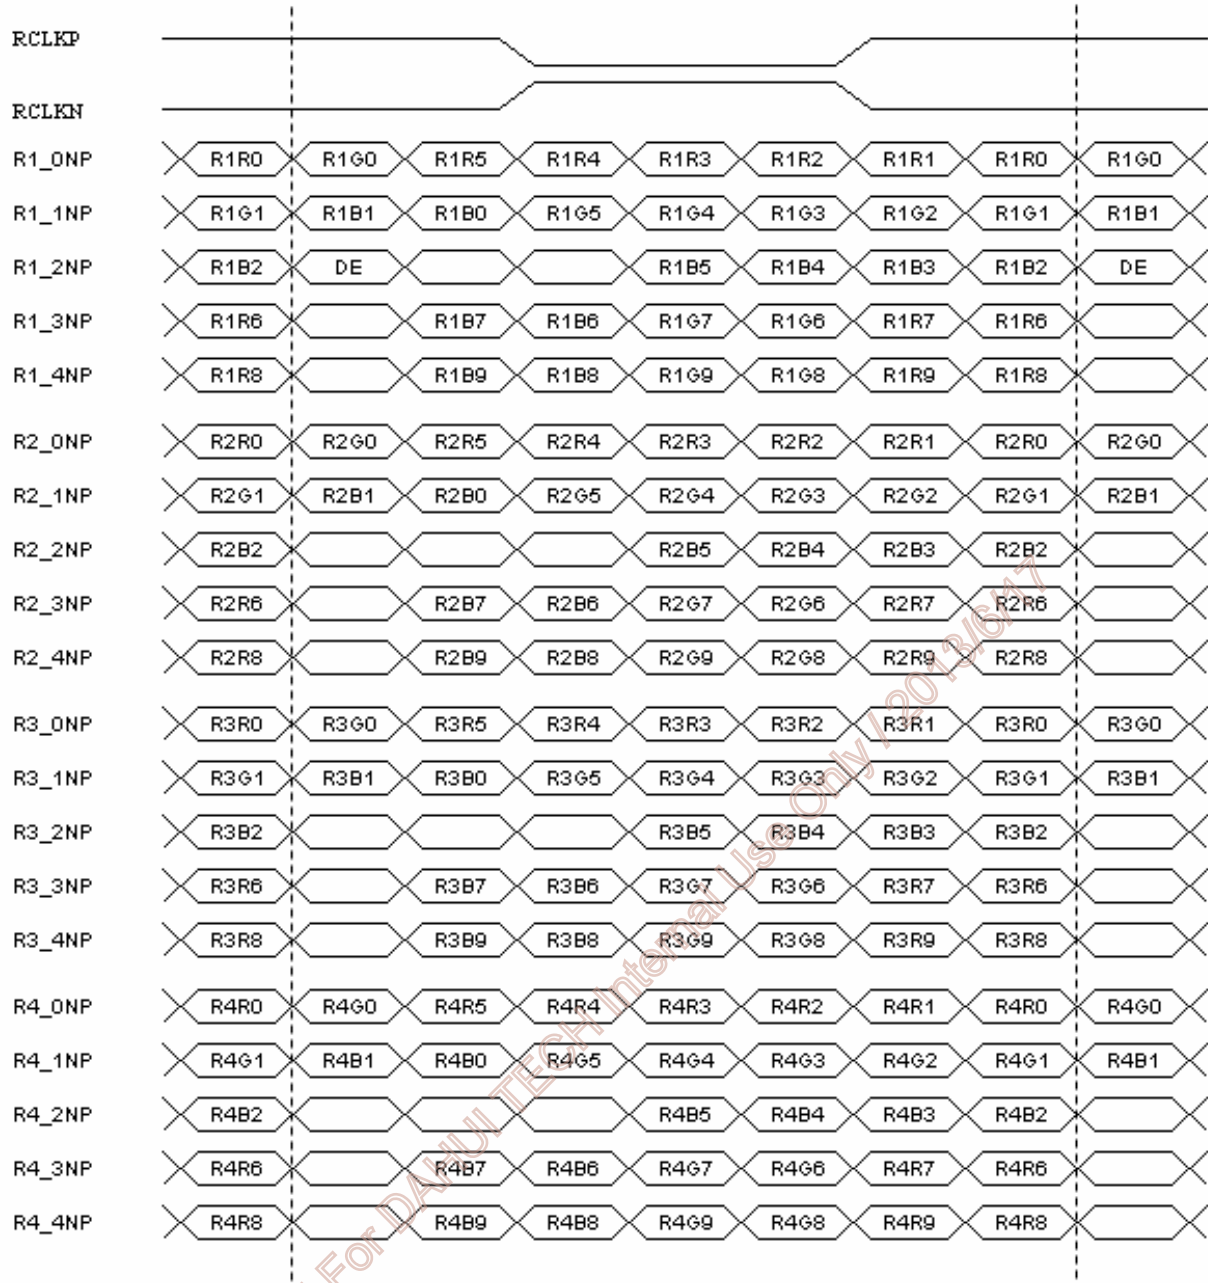 RCLKP
RCLKN
R1_0NP R1R0 R1G0 R1R5 R1R4 R1R3 R1R2 R1R1 R1R0 R1G0
R1_1NP R1G1 R1B1 R1B0 R1G5 R1G4 R1G3 R1G2 R1G1 R1B1
R1_2NP R1B2 DE R1B5 R1B4 R1B3 R1B2 DE
R1_3NP R1R6 R1B7 R1B6 R1G7 R1G6 R1R7 R1R6
R1_4NP R1R8 R1B9 R1B8 R1G9 R1G8 R1R9 R1R8
R2_0NP R2R0 R2G0 R2R5 R2R4 R2R3 R2R2 R2R1 R2R0 R2G0
R2_1NP R2G1 R2B1 R2B0 R2G5 R2G4 R2G3 R2G2 R2G1 R2B1
R2_2NP R2B2 R2B5 R2B4 R2B3 R2B2
R2_3NP R2R6 R2B7 R2B6 R2G7 R2G6 R2R7 R2R6
R2_4NP R2R8 R2B9 R2B8 R2G9 R2G8 R2R9 R2R8
R3_0NP R3R0 R3G0 R3R5 R3R4 R3R3 R3R2 R3R1 R3R0 R3G0
R3_1NP R3G1 R3B1 R3B0 R3G5 R3G4 R3G3 R3G2 R3G1 R3B1
R3_2NP R3B2 R3B5 R3B4 R3B3 R3B2
R3_3NP R3R6 R3B7 R3B6 R3G7 R3G6 R3R7 R3R6
R3_4NP R3R8 R3B9 R3B8 R3G9 R3G8 R3R9 R3R8
R4_0NP R4R0 R4G0 R4R5 R4R4 R4R3 R4R2 R4R1 R4R0 R4G0
R4_1NP R4G1 R4B1 R4B0 R4G5 R4G4 R4G3 R4G2 R4G1 R4B1
R4_2NP R4B2 R4B5 R4B4 R4B3 R4B2
R4_3NP R4R6 R4B7 R4B6 R4G7 R4G6 R4R7 R4R6
R4_4NP R4R8 R4B9 R4B8 R4G9 R4G8 R4R9 R4R8
For DAHUI TECH Internal Use Only / 2013/6/17